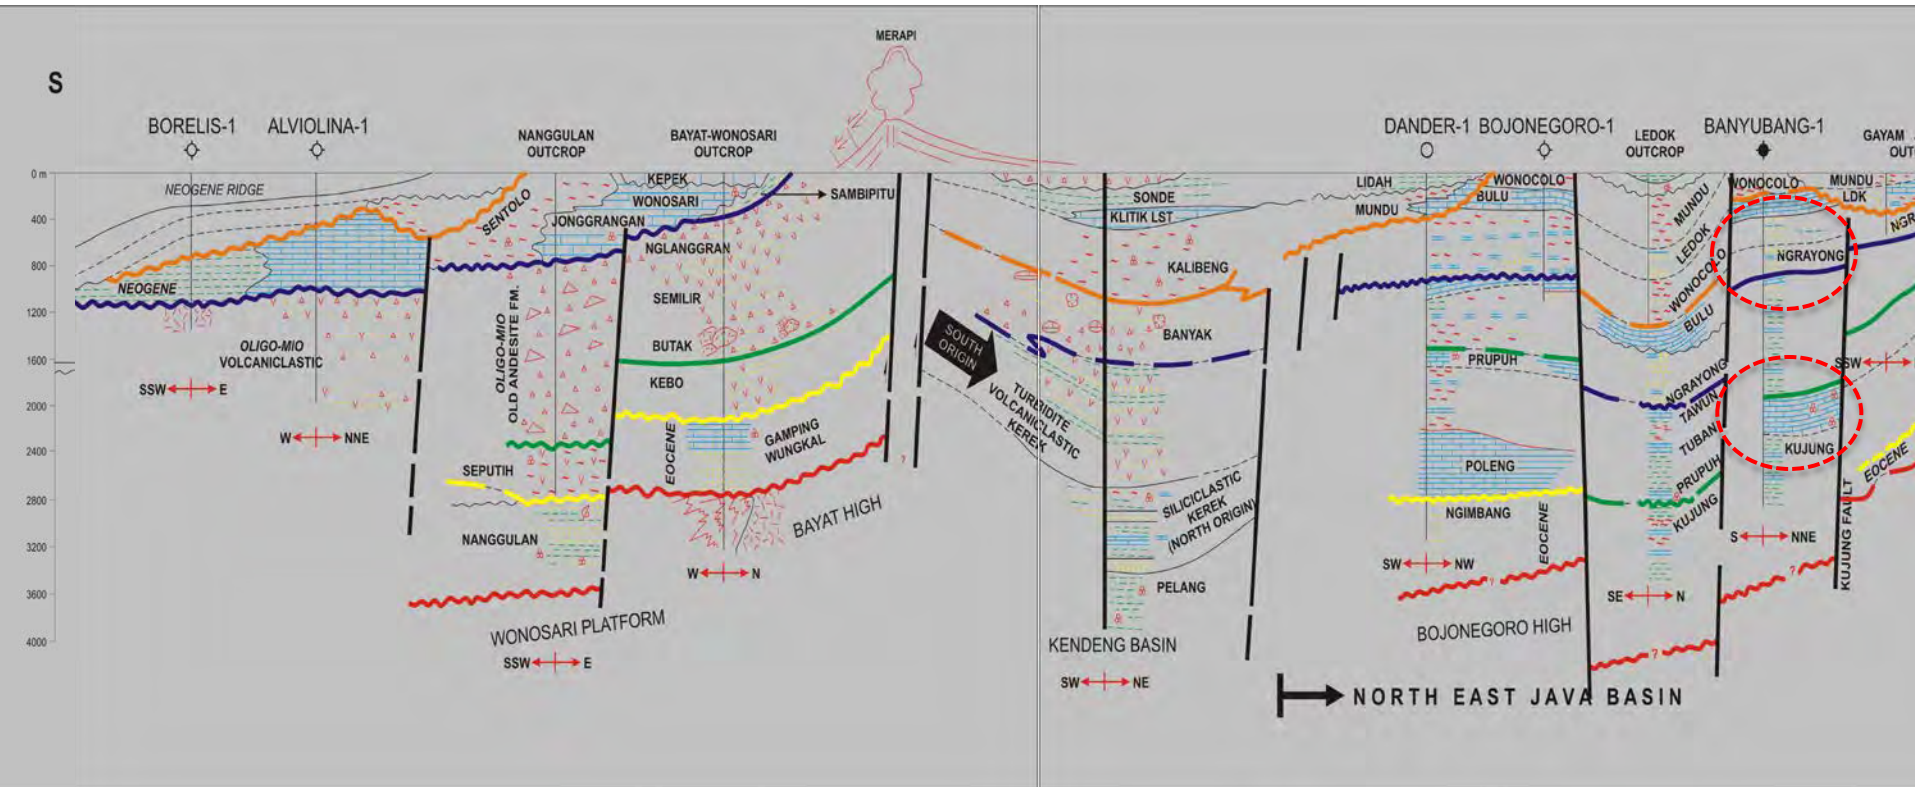 MERAPI
S
BORELIS-1
ALVIOLINA-1
NANGGULAN
OUTCROP
BAYAT-WONOSARI
OUTCROP
DANDER-1
BOJONEGORO-1
LEDOK
OUTCROP
BANYUBANG-1
GAYAM
0 m
400
800
1200
1600
2000
2400
2800
3200
3600
4000
NEOGENE RIDGE
NEOGENE
OLIGO-MIO
VOLCANICLASTIC
SSW
E
W
NNE
SENTOLO
JONGGRANGAN
OLIGO-MIO
OLD ANDESITE FM.
SEPUTIH
NANGGULAN
WONOSARI PLATFORM
SSW
E
KEPEK
WONOSARI
SAMBIPITU
NGLANGGRAN
SEMILIR
BUTAK
KEBO
EOCENE
GAMPING
WUNGKAL
BAYAT HIGH
W
N
?
SOUTH
ORIGIN
SONDE
KLITIK LST
KALIBENG
BANYAK
TURBIDITE
VOLCANICLASTIC
KEREK
SILICICLASTIC
KEREK
(NORTH ORIGIN)
PELANG
KENDENG BASIN
SW
NE
LIDAH
MUNDU
WONOCOLO
BULU
PRUPUH
POLENG
NGIMBANG
EOCENE
SW
NW
?
BOJONEGORO HIGH
MUNDU
LEDOK
WONOCOLO
BULU
NGRAYONG
TAWUN
TUBAN
PRUPUH
KUJUNG
SE
N
?
WONOCOLO
NGRAYONG
KUJUNG
S
NNE
?
KUJUNG FAULT
MUNDU
LDK
SSW
EOCENE
NORTH EAST JAVA BASIN